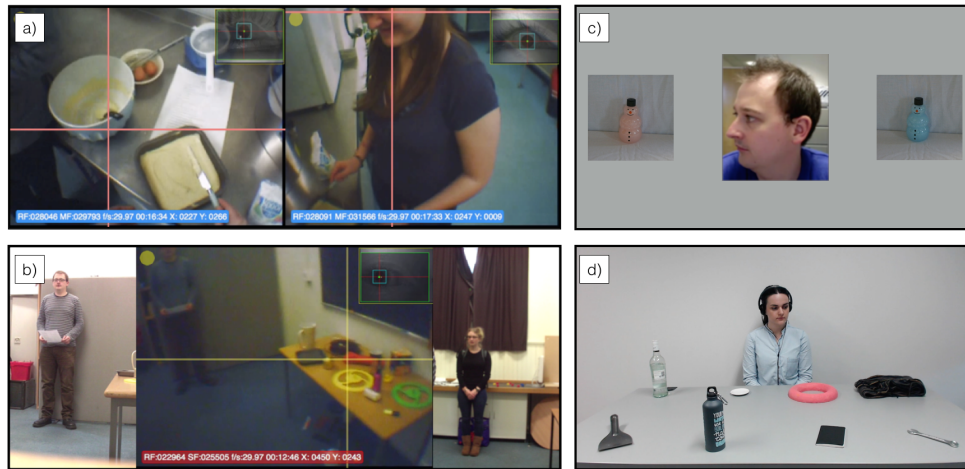 a)
RF:028046 MF:029793 f/s:29.97 00:16:34 X: 0227 Y: 0266
RF:028091 MF:031566 f/s:29.97 00:17:33 X: 0247 Y: 0009
c)
b)
RF:022964 SF:025505 f/s:29.97 00:12:46 X: 0450 Y: 0243
d)